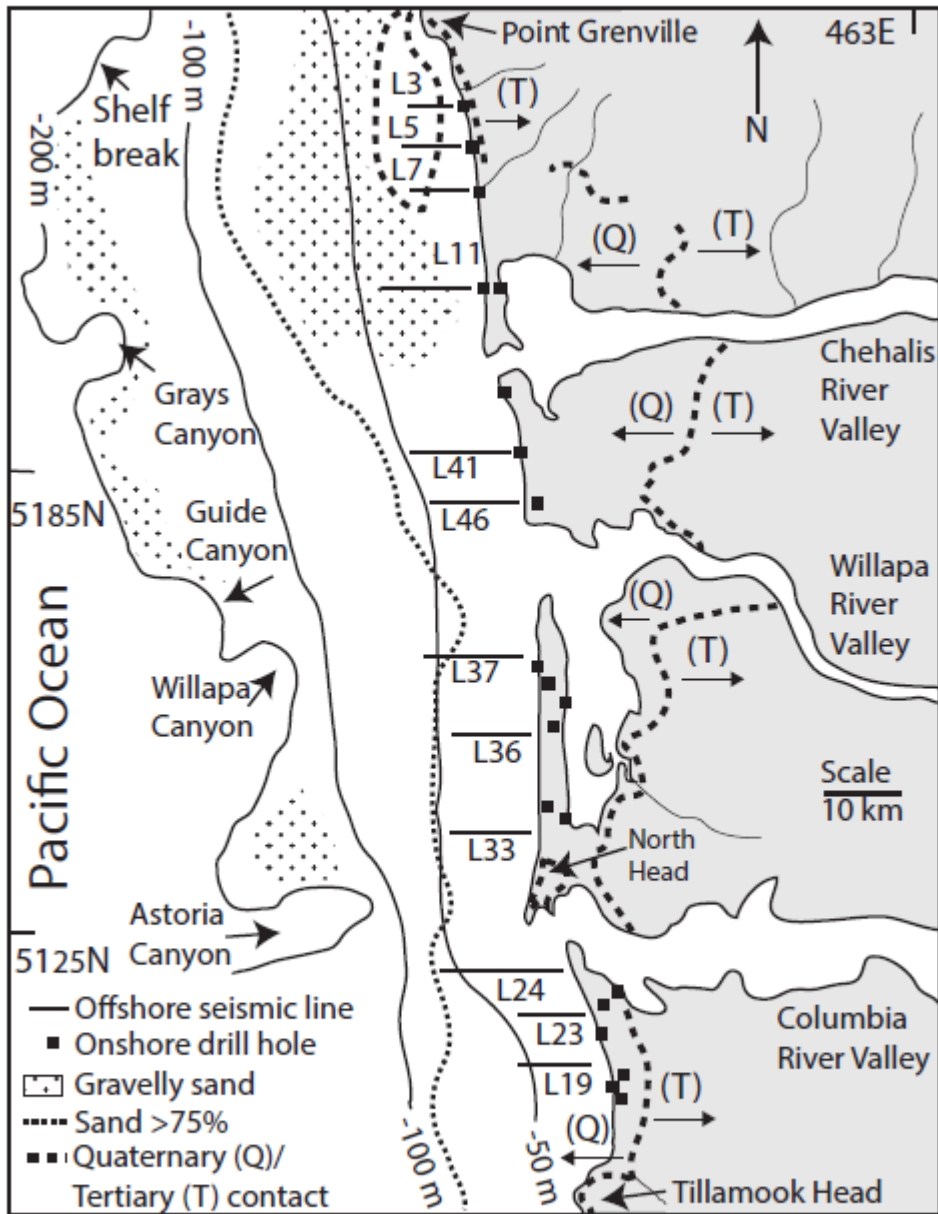 Point Grenville
463E
-100 m
L3
(T)
Shelf
break
L5
N
-200 m
L7
(Q)
(T)
L11
Chehalis
River
Valley
Grays
Canyon
(Q)
(T)
L41
5185N
Guide
Canyon
L46
Willapa
River
Valley
(Q)
(T)
L37
Willapa
Canyon
Pacific Ocean
L36
Scale
10 km
L33
North
Head
Astoria
Canyon
5125N
L24
Offshore seismic line
Onshore drill hole
L23
Columbia
River Valley
Gravelly sand
L19
(T)
Sand >75%
-100 m
-50 m
(Q)
Quaternary (Q)/
Tertiary (T) contact
Tillamook Head